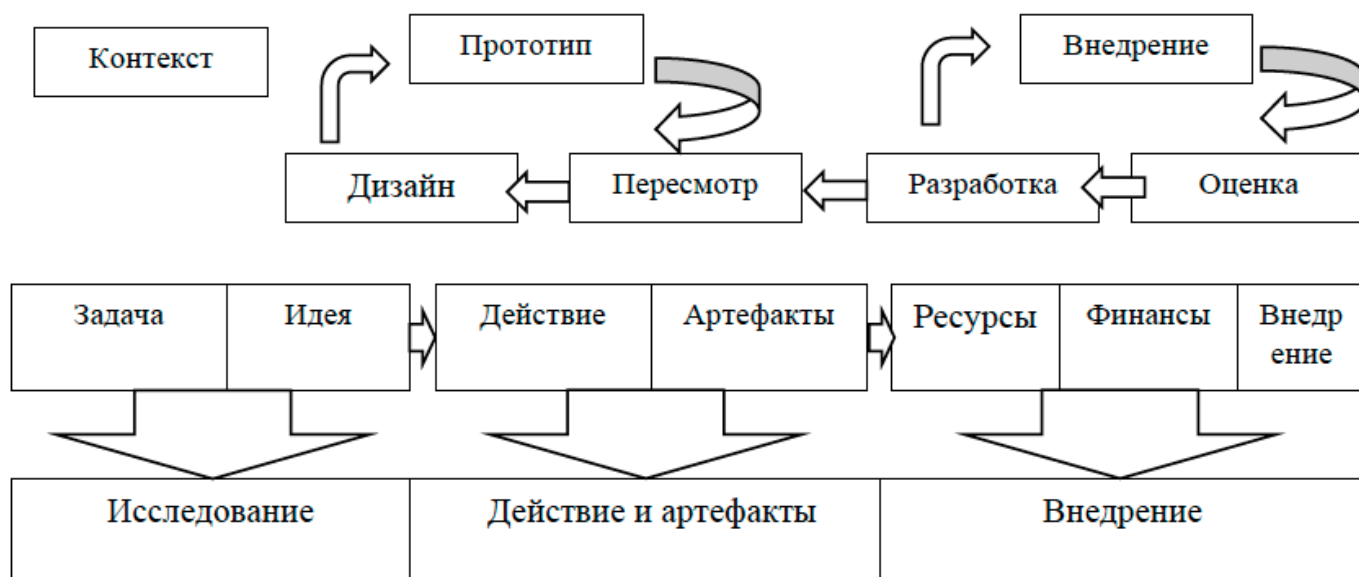 Контекст
Прототип
Внедрение
Дизайн
Пересмотр
Разработка
Оценка
Задача
Идея
Действие
Артефакты
Ресурсы
Финансы
Внедр
ение
Исследование
Действие и артефакты
Внедрение